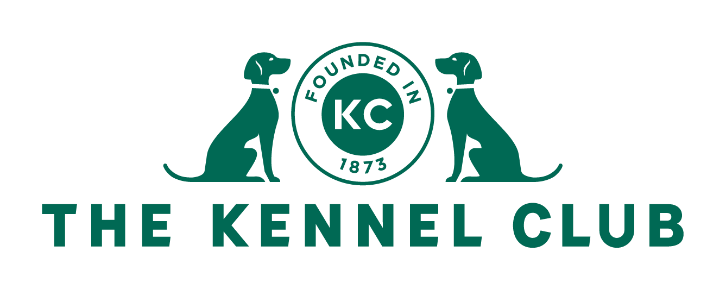 FOUNDED IN
KC
1873
THE KENNEL CLUB